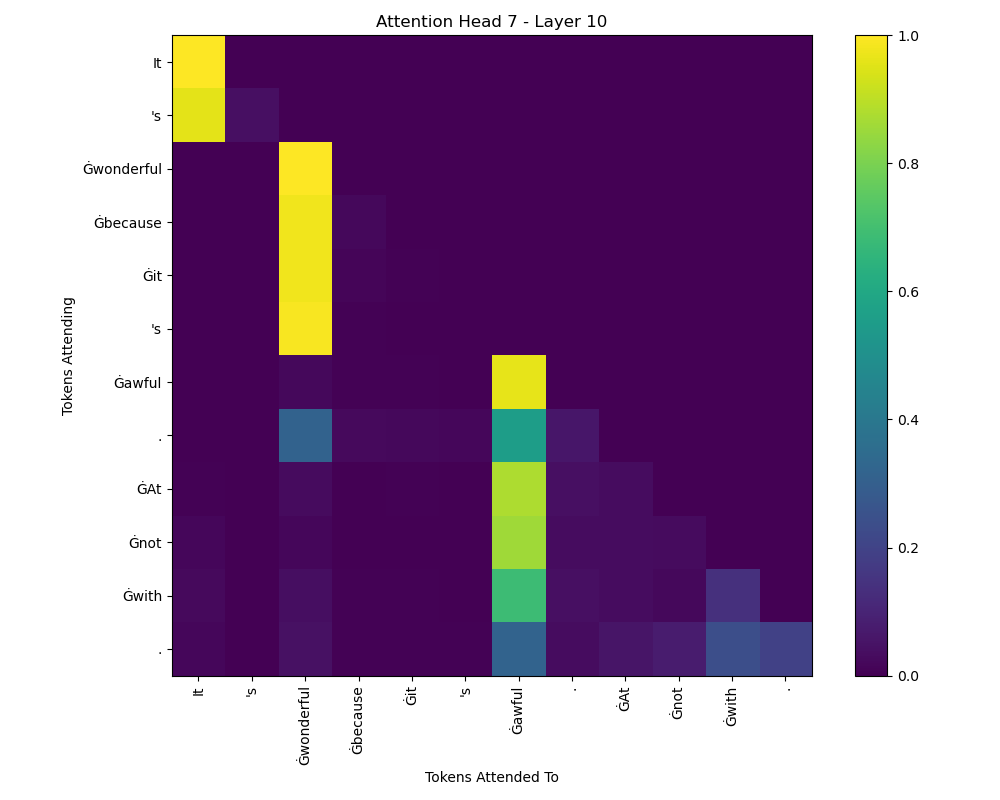 Attention Head 7 - Layer 10
It
's
Ġwonderful
Ġbecause
Ġit
's
Ġawful
.
ĠAt
Ġnot
Ġwith
.
Tokens Attending
It
's
Ġwonderful
Ġbecause
Ġit
's
Ġawful
.
ĠAt
Ġnot
Ġwith
.
Tokens Attended To
1.0
0.8
0.6
0.4
0.2
0.0